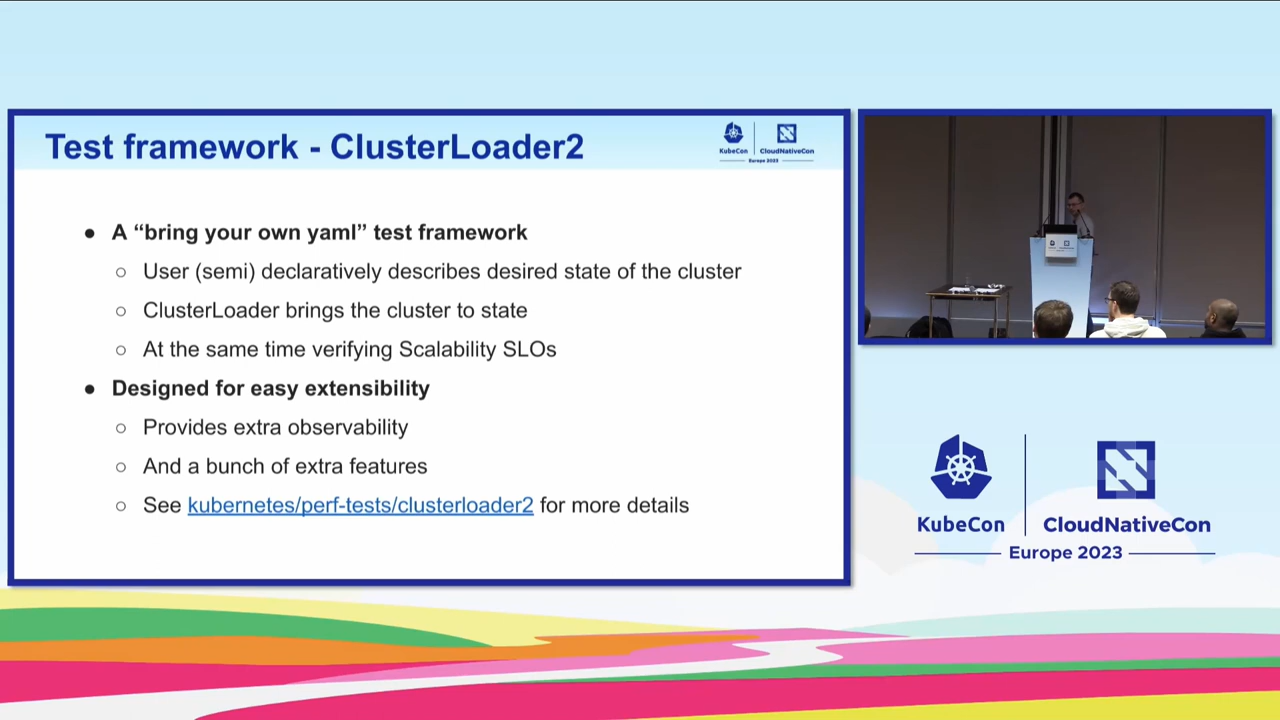 Test framework - ClusterLoader2
KubeCon
CloudNativeCon
Europe 2023
● A “bring your own yaml” test framework
○ User (semi) declaratively describes desired state of the cluster
○ ClusterLoader brings the cluster to state
○ At the same time verifying Scalability SLOs
● Designed for easy extensibility
○ Provides extra observability
○ And a bunch of extra features
○ See kubernetes/perf-tests/clusterloader2 for more details
KubeCon
CloudNativeCon
Europe 2023